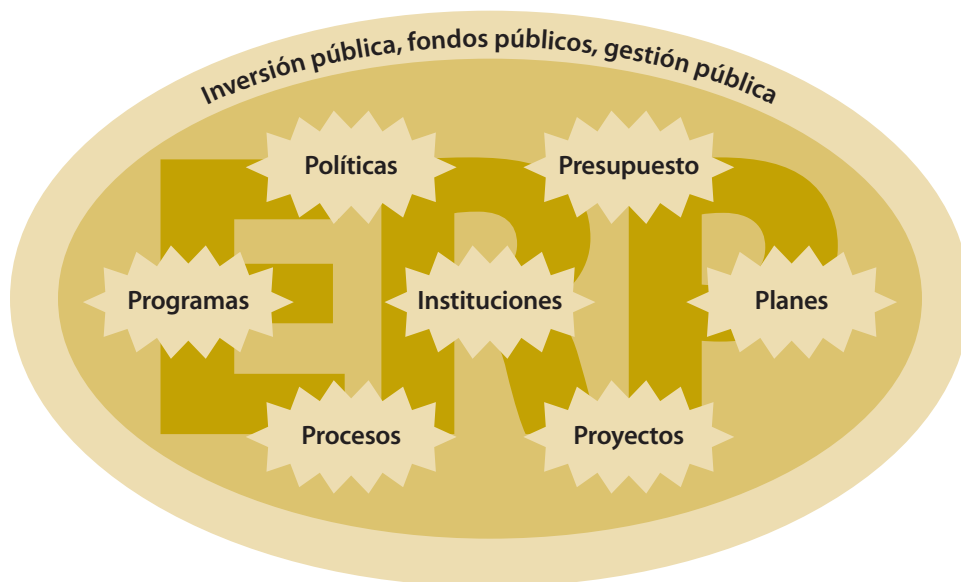 Inversión pública, fondos públicos, gestión pública
Políticas
Presupuesto
ERP
Programas
Instituciones
Planes
Procesos
Proyectos